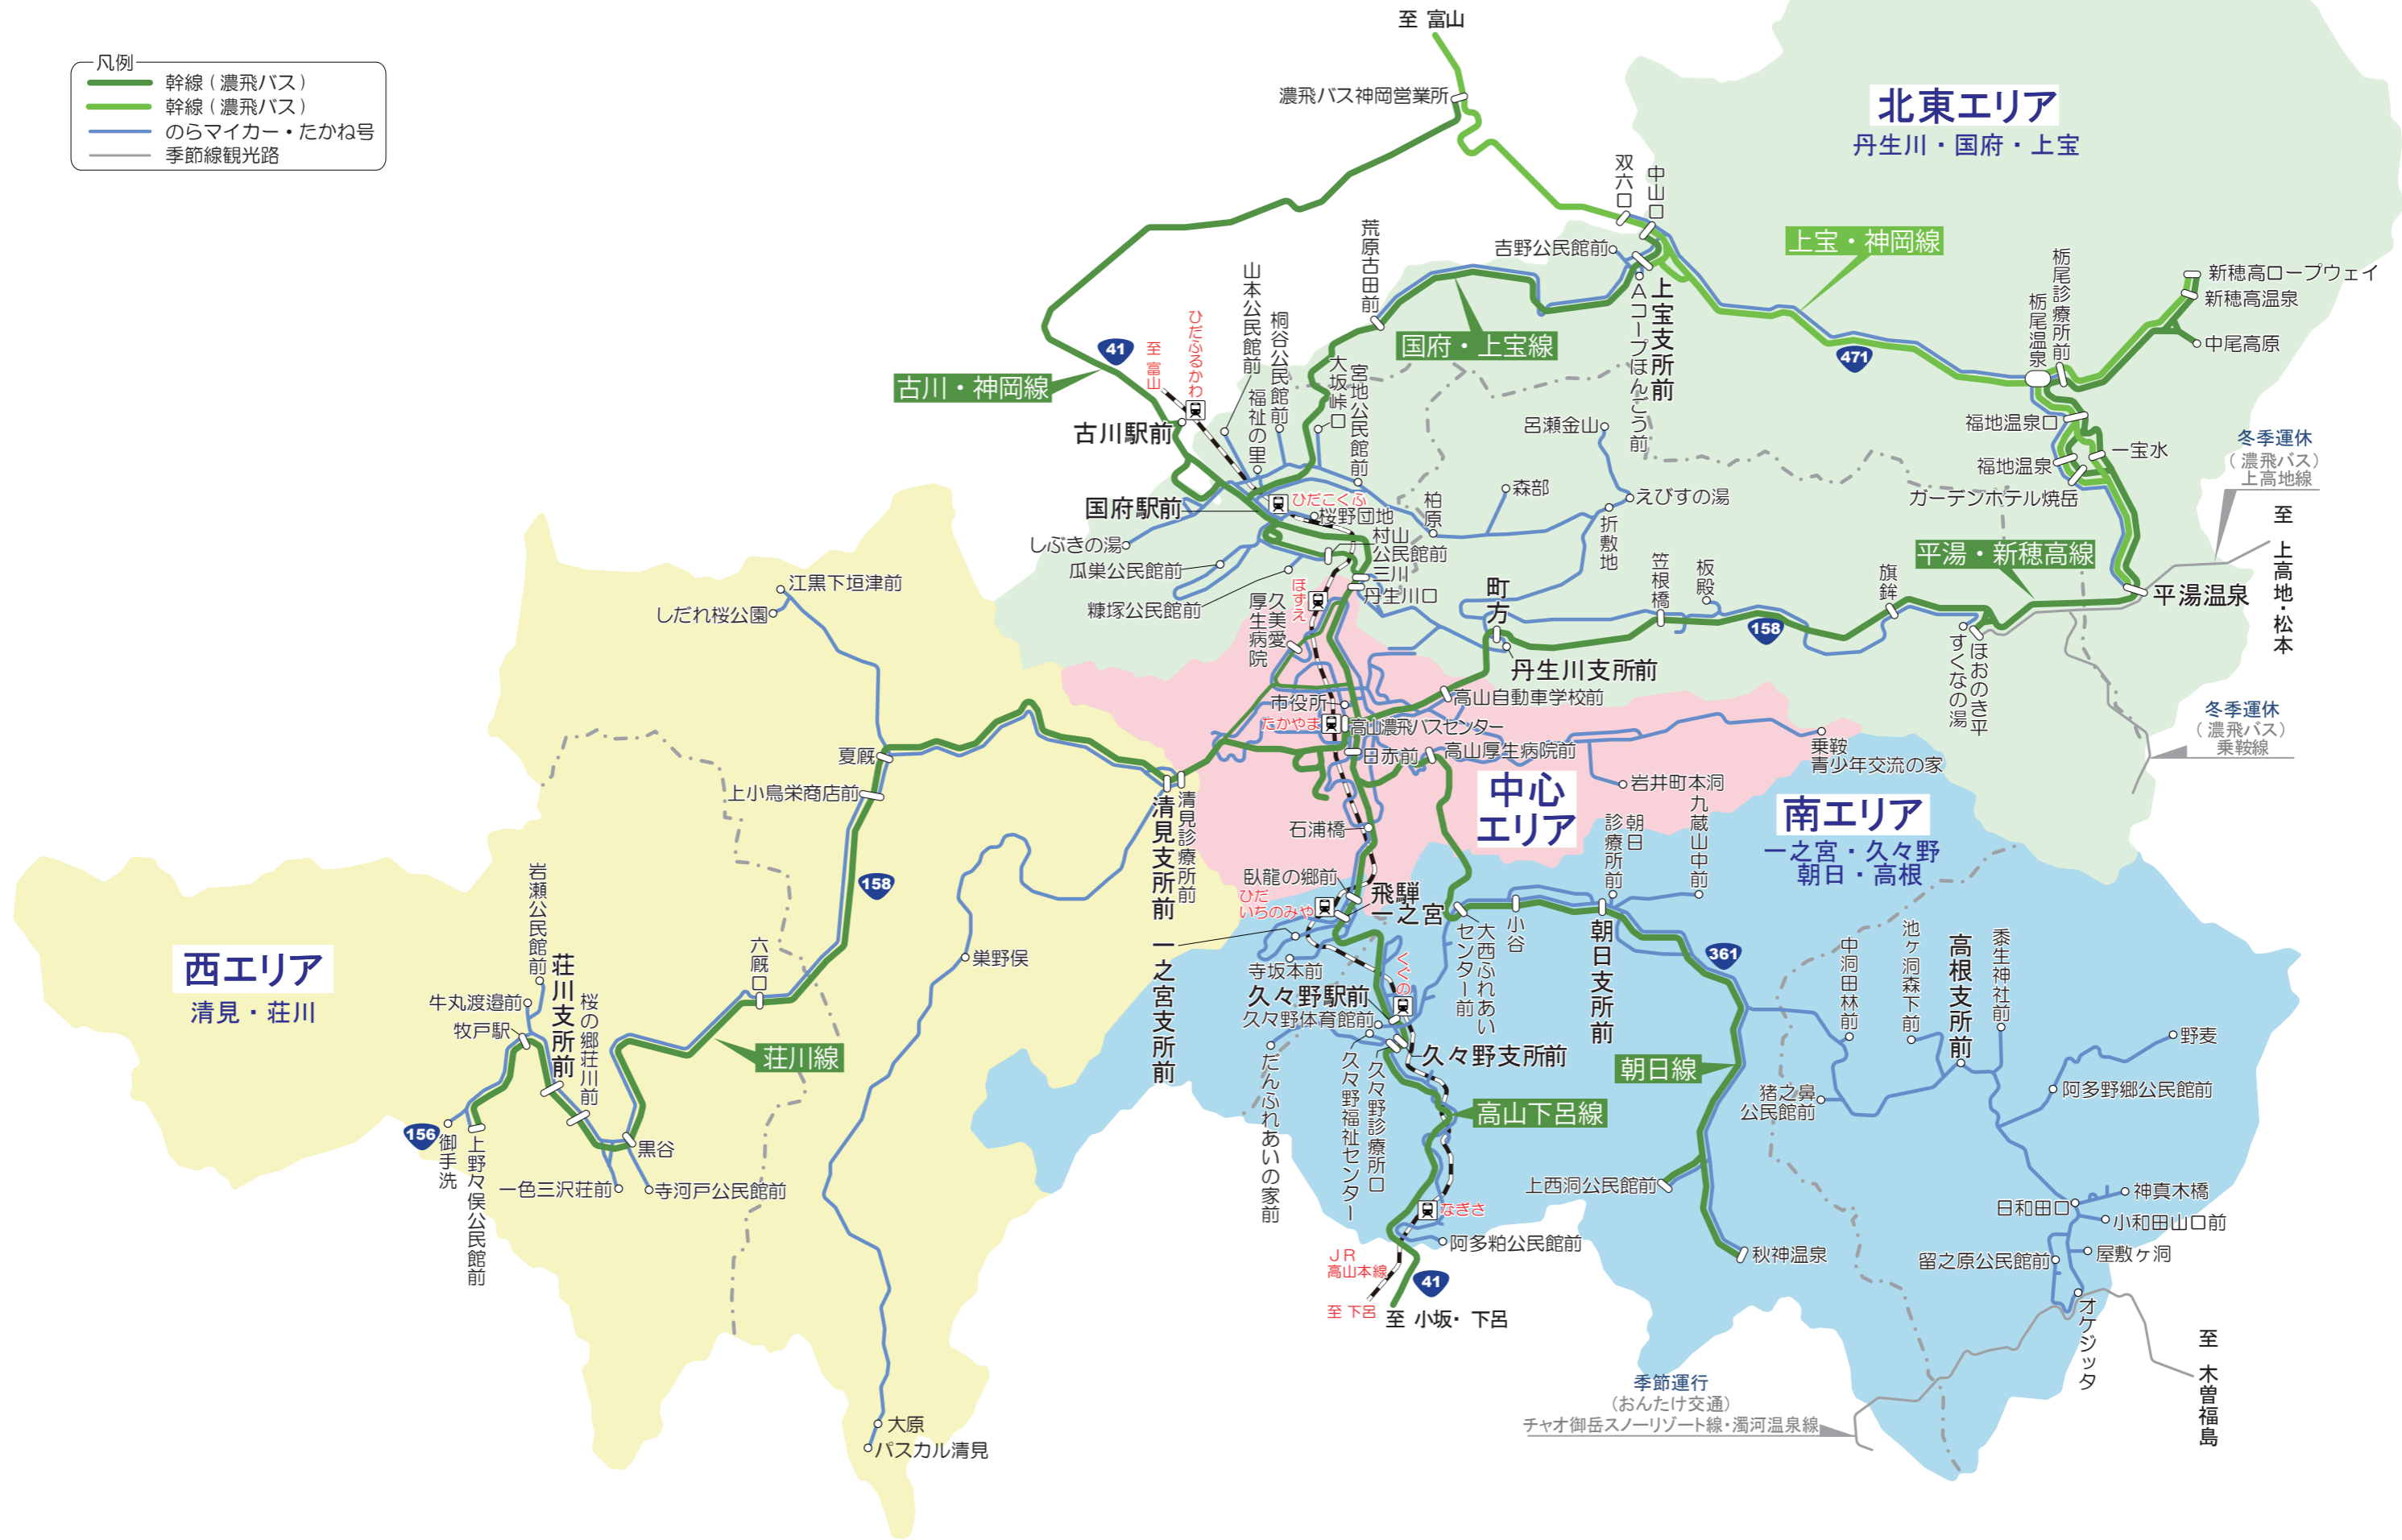 凡例
幹線（濃飛バス）
幹線（濃飛バス）
のらマイカー・たかね号
季節線観光路
至 富山
濃飛バス神岡営業所
北東エリア
丹生川・国府・上宝
双六口
中山口
吉野公民館前
荒原古田前
上宝・神岡線
Aコープほんごう前
上宝支所前
471
栃尾診療所前
栃尾温泉
新穂高ロープウェイ
新穂高温泉
中尾高原
国府・上宝線
41
古川・神岡線
至 富山
ひだふるかわ
古川駅前
山本公民館前
福祉の里
桐谷公民館前
大坂峠口
宮地公民館前
呂瀬金山
福地温泉口
福地温泉
一宝水
ガーデンホテル焼岳
冬季運休
（濃飛バス）
上高地線
至 上高地・松本
国府駅前
ひだこくふ
桜野団地
村山
公民館前
三川
丹生川口
しぶきの湯
瓜巣公民館前
糠塚公民館前
柏原
森部
えびすの湯
折敷地
ほずえ
久美愛
厚生病院
町方
丹生川支所前
笠根橋
板殿
158
旗鉾
平湯・新穂高線
平湯温泉
すくなの湯
ほおのき平
冬季運休
（濃飛バス）
乗鞍線
江黒下垣津前
しだれ桜公園
夏厩
上小鳥栄商店前
158
市役所
たかやま
高山濃飛バスセンター
高山自動車学校前
日赤前
高山厚生病院前
乗鞍
青少年交流の家
岩井町本洞
中心
エリア
石浦橋
清見支所前
清見診療所前
南エリア
一之宮・久々野
朝日・高根
朝日
診療所前
九蔵山中前
臥龍の郷前
ひだ
いちのみや
飛騨
一之宮
一之宮支所前
寺坂本前
大西ふれあい
センター前
小谷
朝日支所前
361
西エリア
清見・荘川
岩瀬公民館前
牛丸渡邉前
牧戸駅
荘川支所前
桜の郷荘川前
六厩口
荘川線
156
御手洗
上野々俣公民館前
黒谷
一色三沢荘前
寺河戸公民館前
巣野俣
大原
パスカル清見
くぐの
久々野駅前
久々野体育館前
久々野支所前
だんふれあいの家前
久々野福祉センター
久々野診療所口
高山下呂線
朝日線
上西洞公民館前
秋神温泉
なぎさ
阿多粕公民館前
JR
高山本線
至 下呂
41
至 小坂・下呂
中洞田林前
池ヶ洞森下前
高根支所前
黍生神社前
野麦
阿多野郷公民館前
猪之鼻
公民館前
日和田口
神真木橋
小和田山口前
屋敷ヶ洞
留之原公民館前
オケジッタ
至 木曽福島
季節運行
（おんたけ交通）
チャオ御岳スノーリゾート線・濁河温泉線